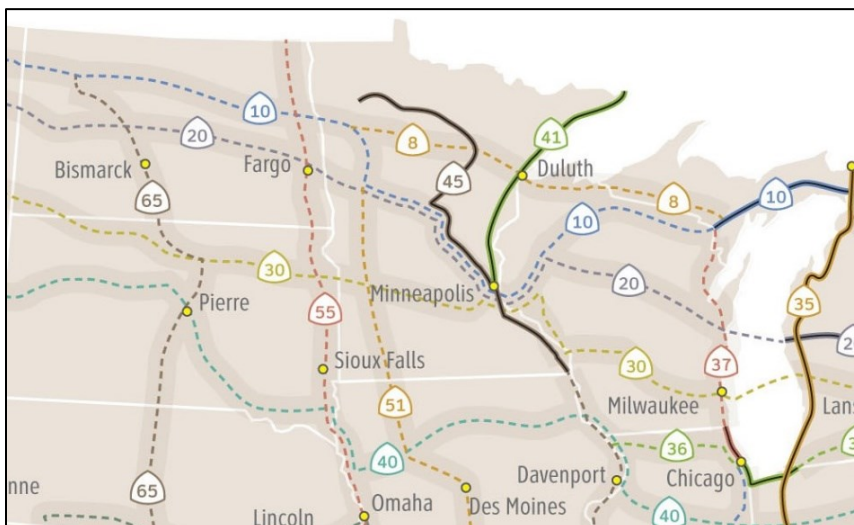 10
20
8
41
Bismarck
Fargo
45
Duluth
65
8
10
10
30
Minneapolis
20
Pierre
55
35
Sioux Falls
30
37
51
Milwaukee
Lans
40
36
Davenport
Chicago
65
nne
Omaha
Des Moines
40
Lincoln